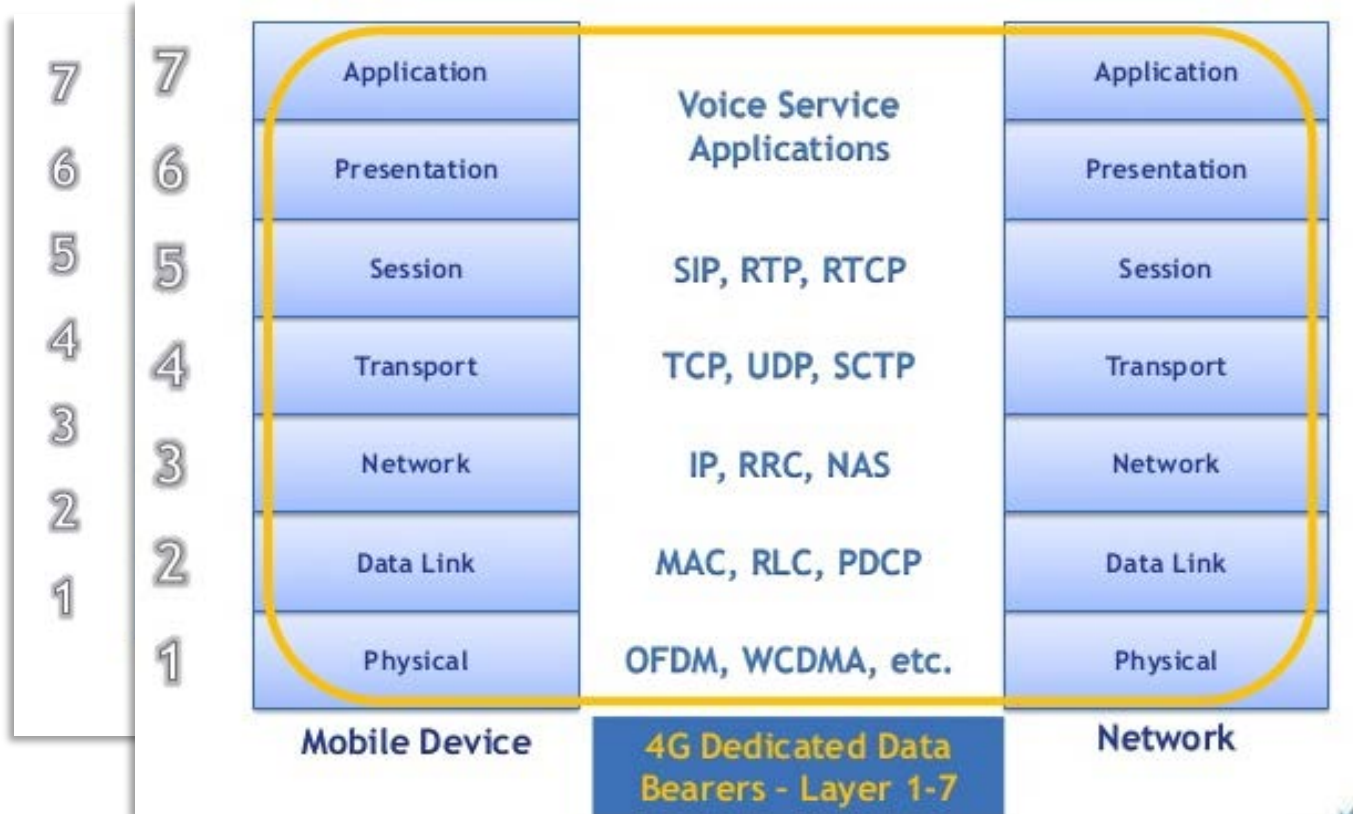 7
6
5
4
3
2
1
7
6
5
4
3
2
1
Application
Presentation
Session
Transport
Network
Data Link
Physical
Mobile Device
Voice Service
Applications
SIP, RTP, RTCP
TCP, UDP, SCTP
IP, RRC, NAS
MAC, RLC, PDCP
OFDM, WCDMA, etc.
4G Dedicated Data
Bearers - Layer 1-7
Application
Presentation
Session
Transport
Network
Data Link
Physical
Network